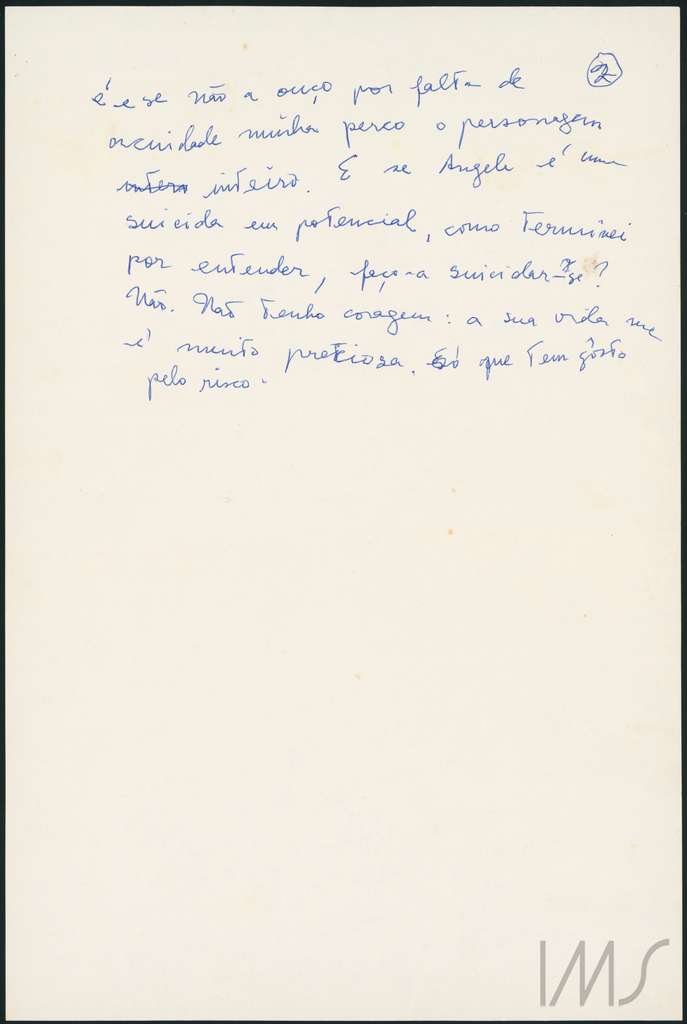 2
é e se não a ouço por falta de
acuidade minha perco o personagem
inteiro inteiro. E se Angela é uma
suicida em potencial, como terminei
por entender, faço-a suicidar-se?
Não. Não tenho coragem: a sua vida me
é muito preciosa. Só que tem gôsto
pelo risco.
IMS